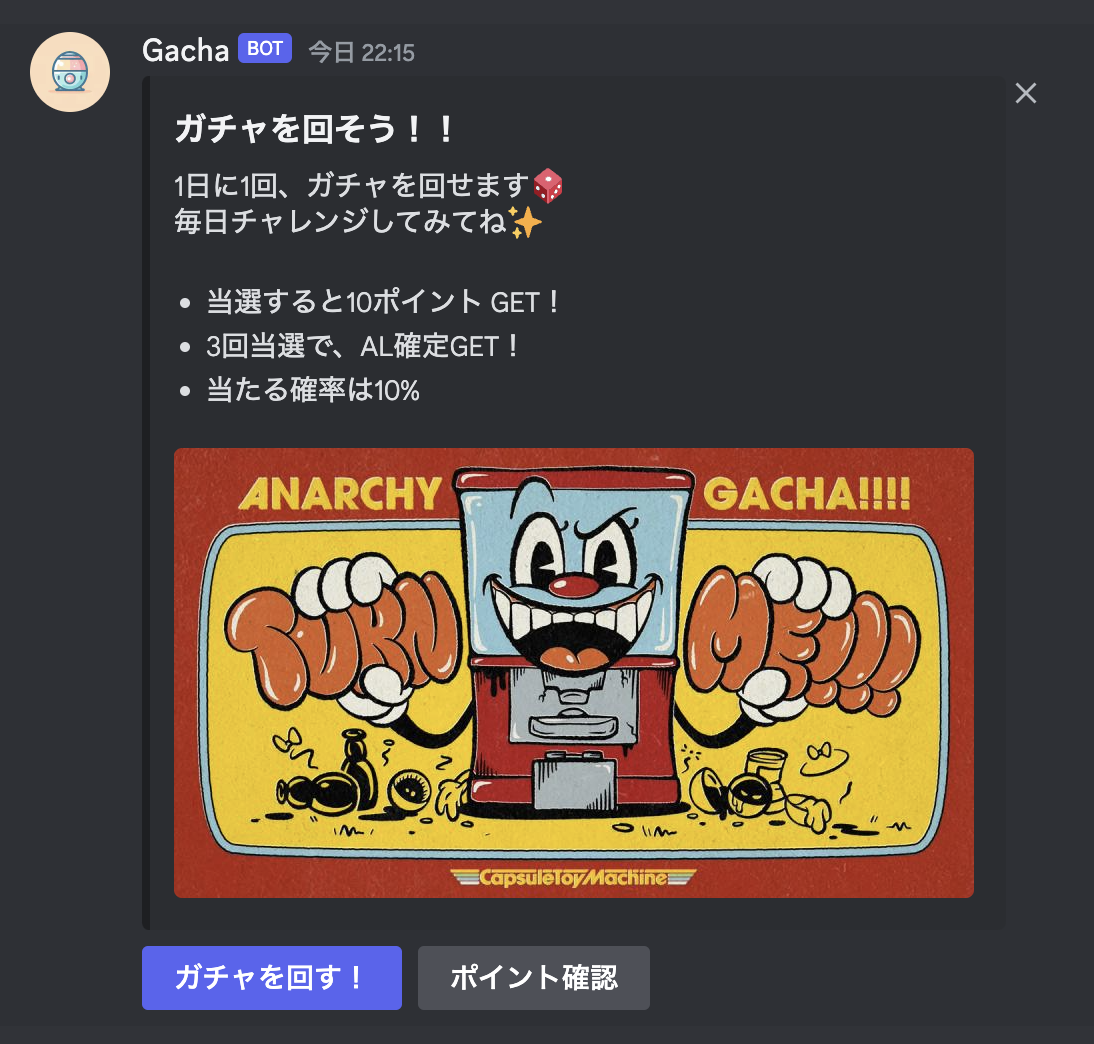 Gacha BOT 今日 22:15
ガチャを回そう！！
1日に1回、ガチャを回せます🎲
毎日チャレンジしてみてね✨
• 当選すると10ポイント GET！
• 3回当選で、AL確定GET！
• 当たる確率は10%
ANARCHY GACHA!!!!
TURN ME!!!
CapsuleToyMachine
ガチャを回す！ ポイント確認